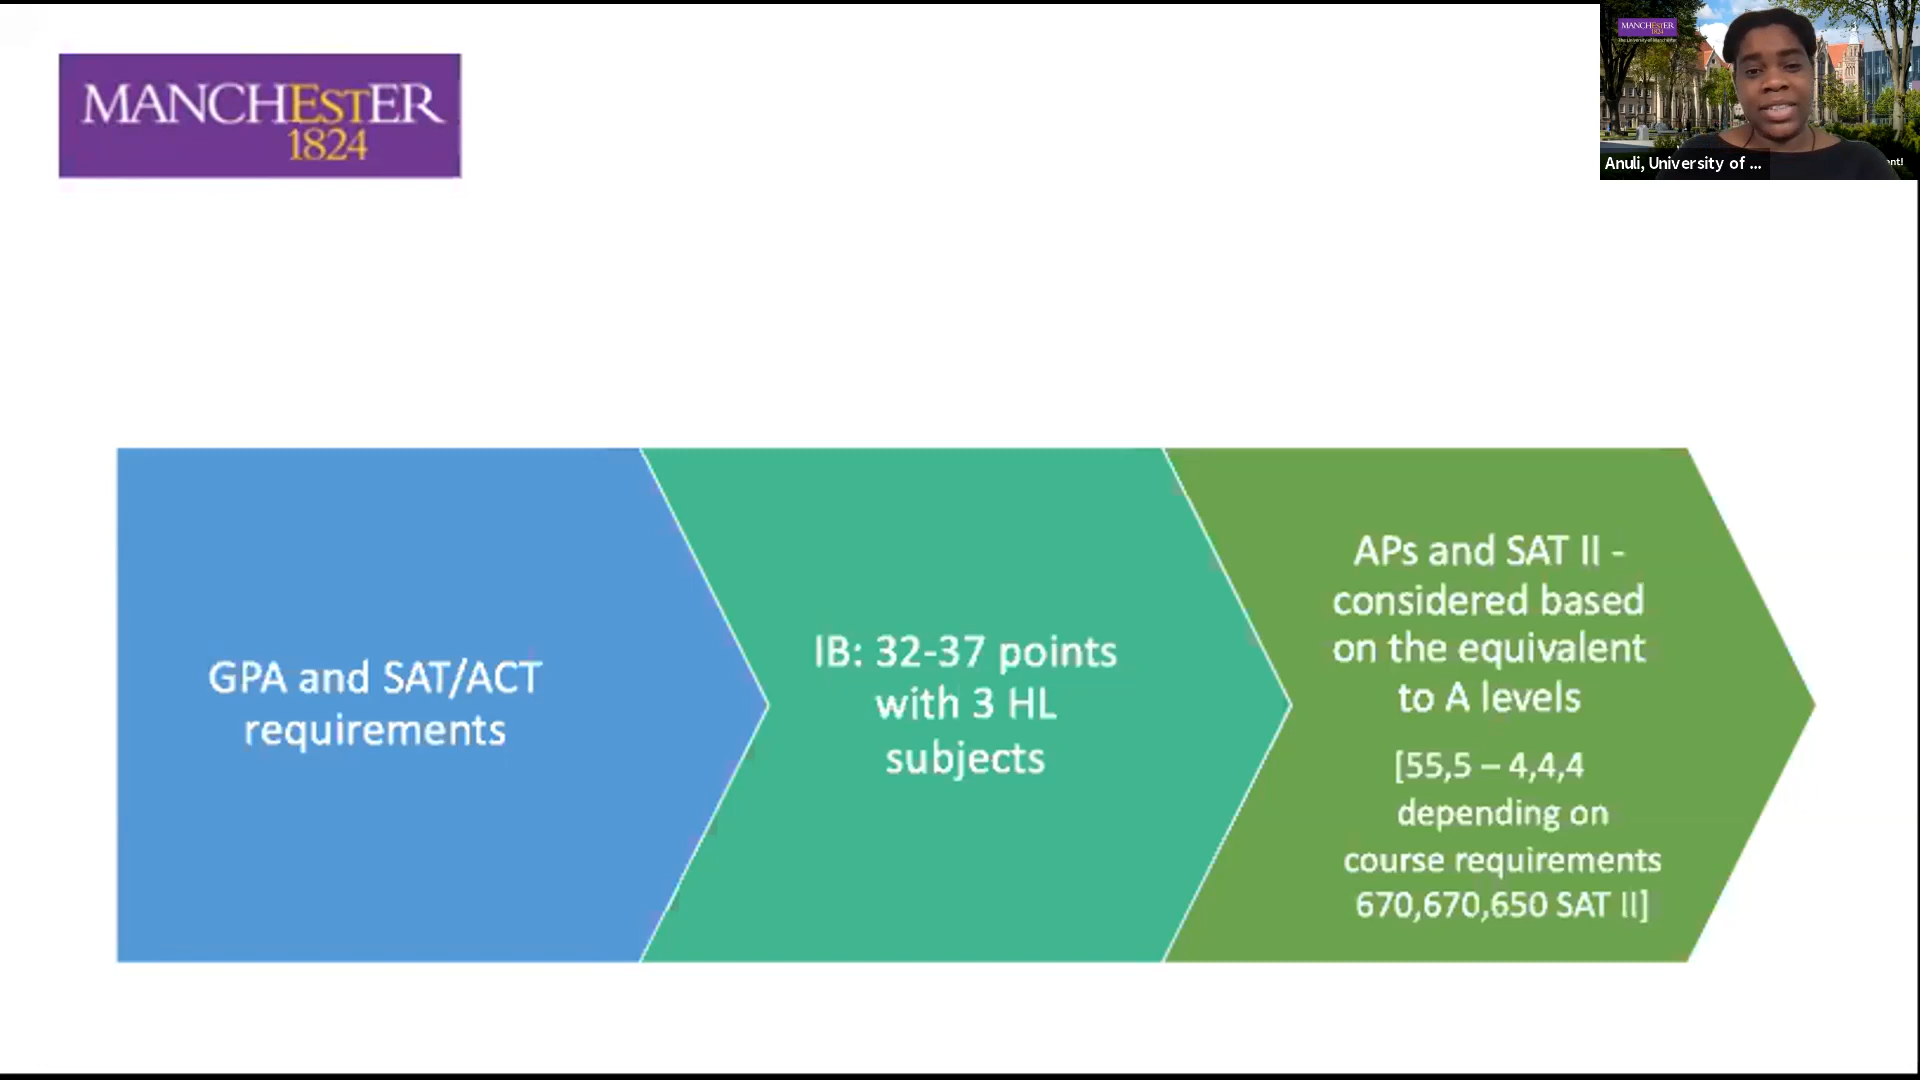 MANCHESTER
1824
MANCHESTER
1824
Anuli, University of ...
GPA and SAT/ACT
requirements
IB: 32-37 points
with 3 HL
subjects
APs and SAT II -
considered based
on the equivalent
to A levels
[55,5 – 4,4,4
depending on
course requirements
670,670,650 SAT II]